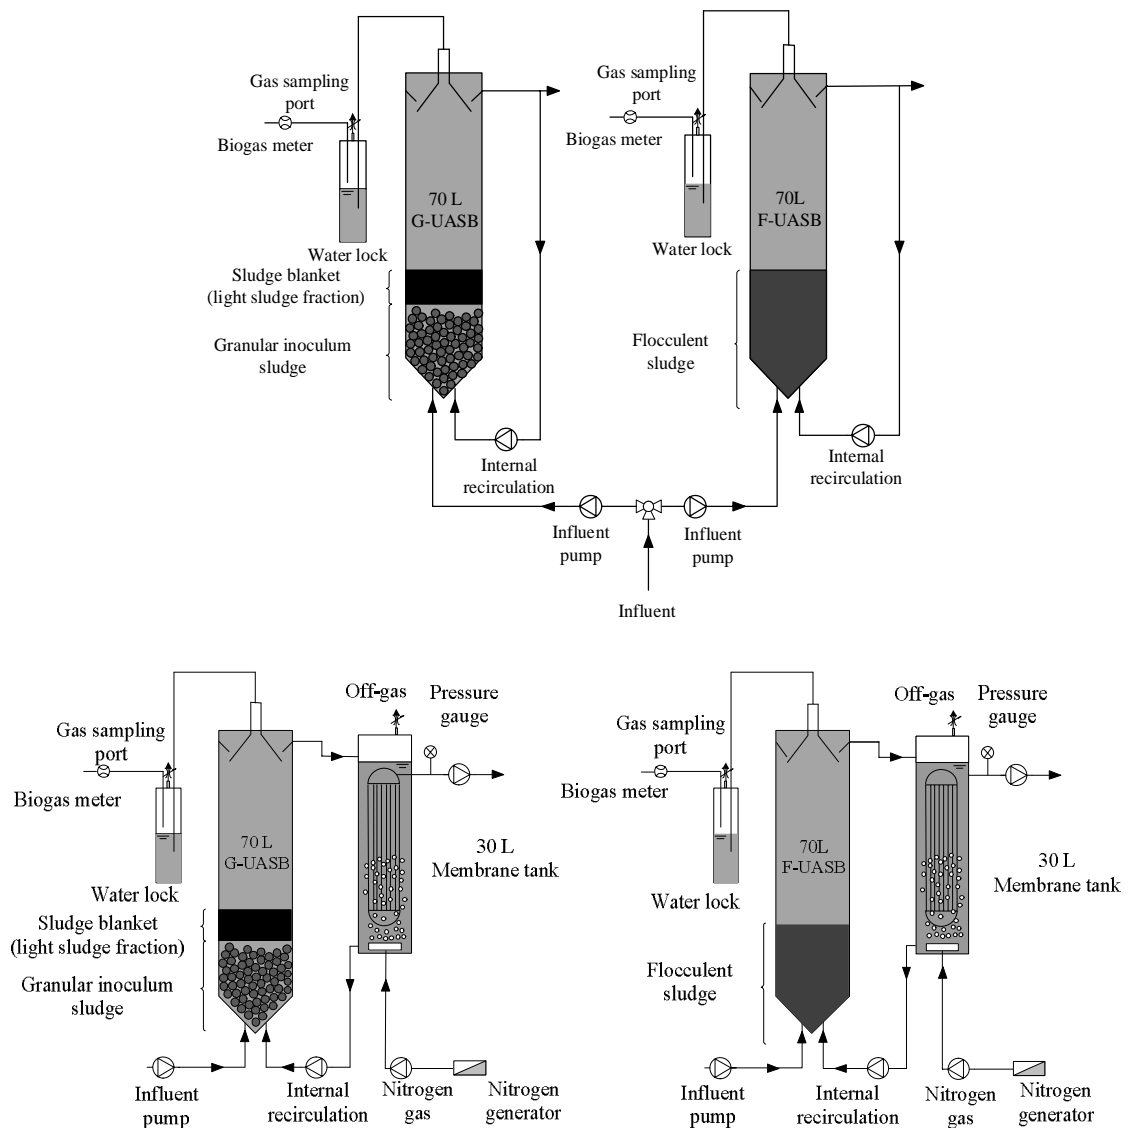 Gas sampling
port
Biogas meter
Water lock
70 L
G-UASB
Sludge blanket
(light sludge fraction)
Granular inoculum
sludge
Internal
recirculation
Gas sampling
port
Biogas meter
Water lock
70L
F-UASB
Flocculent
sludge
Internal
recirculation
Influent
pump
Influent
pump
Influent
Gas sampling
port
Biogas meter
Water lock
70 L
G-UASB
Sludge blanket
(light sludge fraction)
Granular inoculum
sludge
Off-gas
Pressure
gauge
30 L
Membrane tank
Influent
pump
Internal
recirculation
Nitrogen
gas
Nitrogen
generator
Gas sampling
port
Biogas meter
Water lock
70L
F-UASB
Flocculent
sludge
Off-gas
Pressure
gauge
30 L
Membrane tank
Influent
pump
Internal
recirculation
Nitrogen
gas
Nitrogen
generator